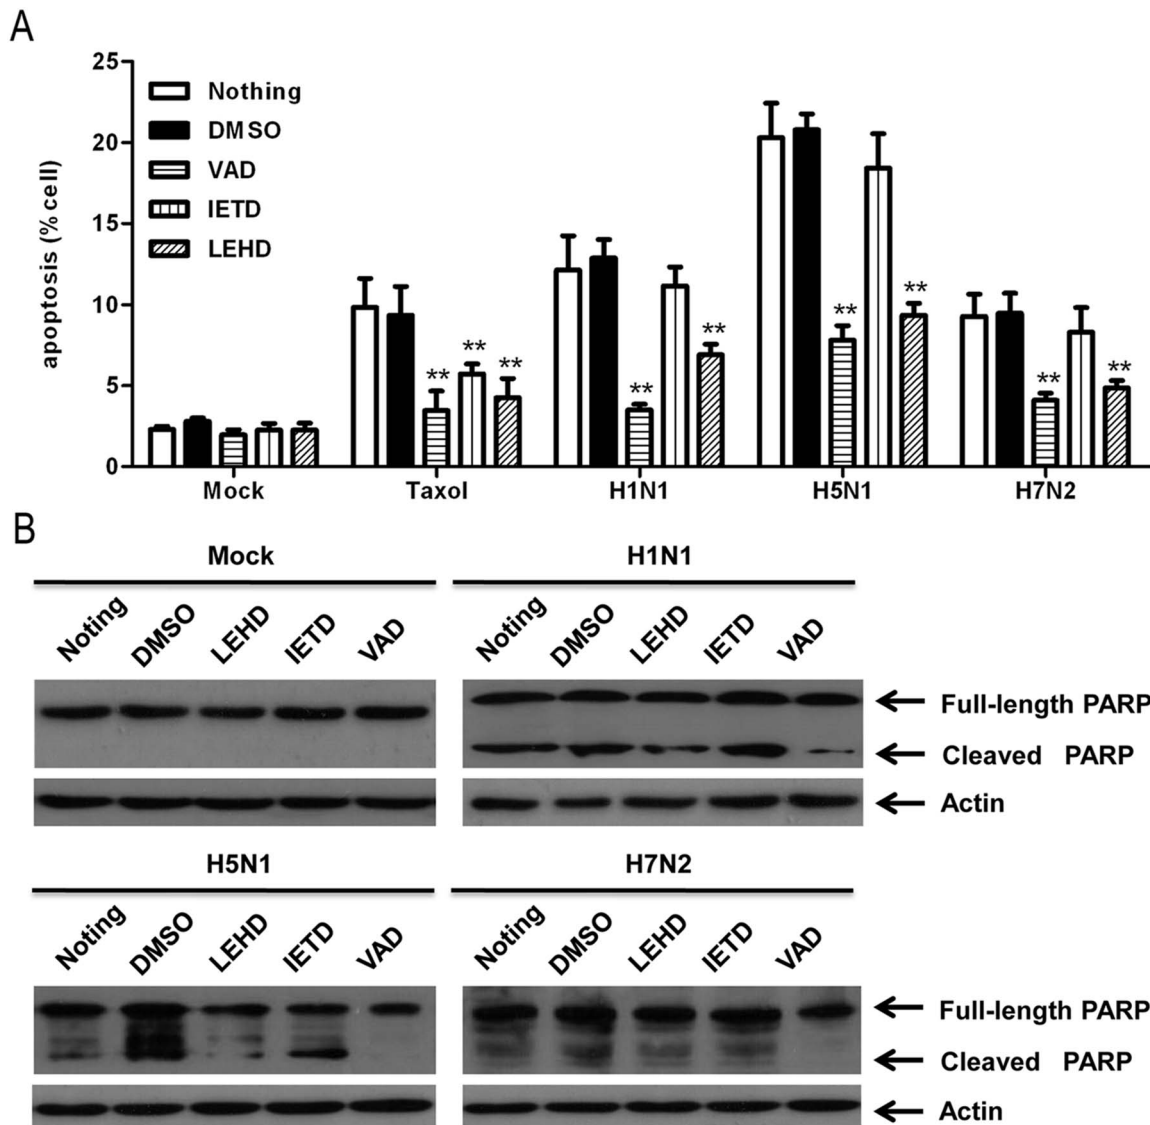 A
25
20
15
10
5
0
apoptosis (% cell)
Nothing
DMSO
VAD
IETD
LEHD
** ** **
** **
** **
** **
Mock Taxol H1N1 H5N1 H7N2
B
Mock H1N1
Noting DMSO LEHD IETD VAD Noting DMSO LEHD IETD VAD
Full-length PARP
Cleaved PARP
Actin
H5N1 H7N2
Noting DMSO LEHD IETD VAD Noting DMSO LEHD IETD VAD
Full-length PARP
Cleaved PARP
Actin